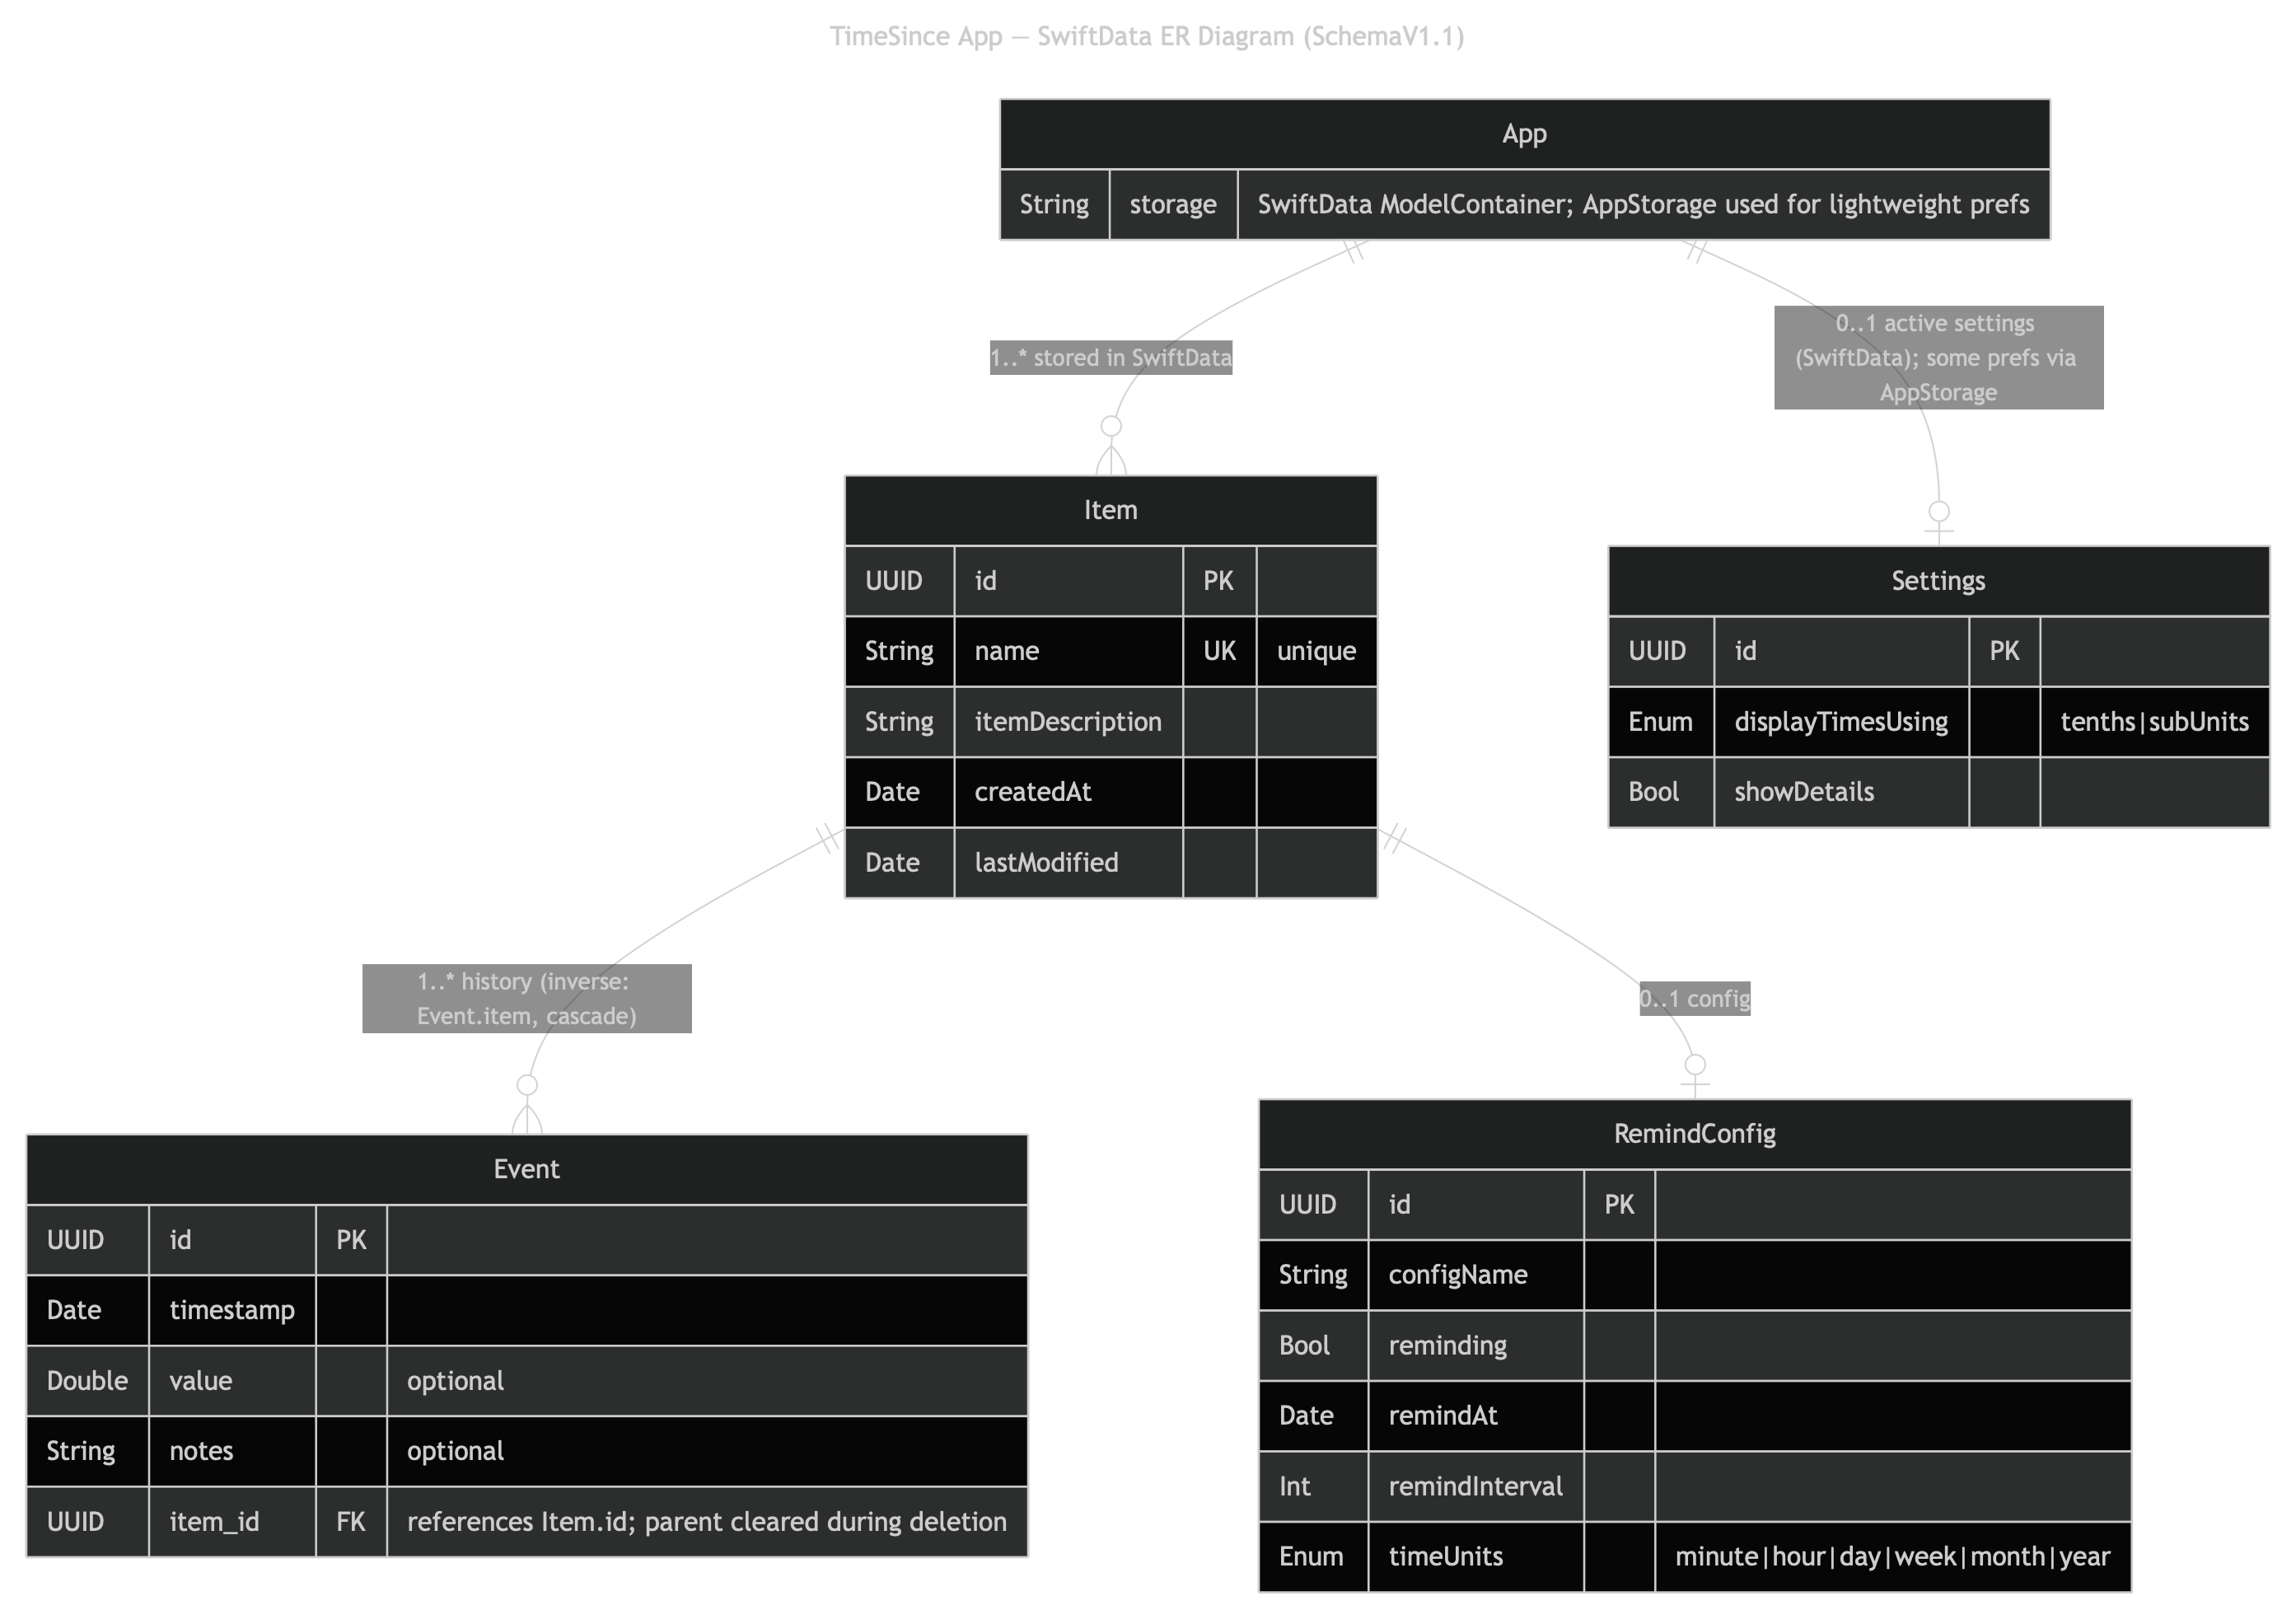 TimeSince App — SwiftData ER Diagram (SchemaV1.1)
App
String storage SwiftData ModelContainer; AppStorage used for lightweight prefs
1..* stored in SwiftData
0..1 active settings
(SwiftData); some prefs via
AppStorage
Item
UUID id PK
String name UK unique
String itemDescription
Date createdAt
Date lastModified
Settings
UUID id PK
Enum displayTimesUsing tenths|subUnits
Bool showDetails
1..* history (inverse:
Event.item, cascade)
0..1 config
Event
UUID id PK
Date timestamp
Double value optional
String notes optional
UUID item_id FK references Item.id; parent cleared during deletion
RemindConfig
UUID id PK
String configName
Bool reminding
Date remindAt
Int remindInterval
Enum timeUnits minute|hour|day|week|month|year